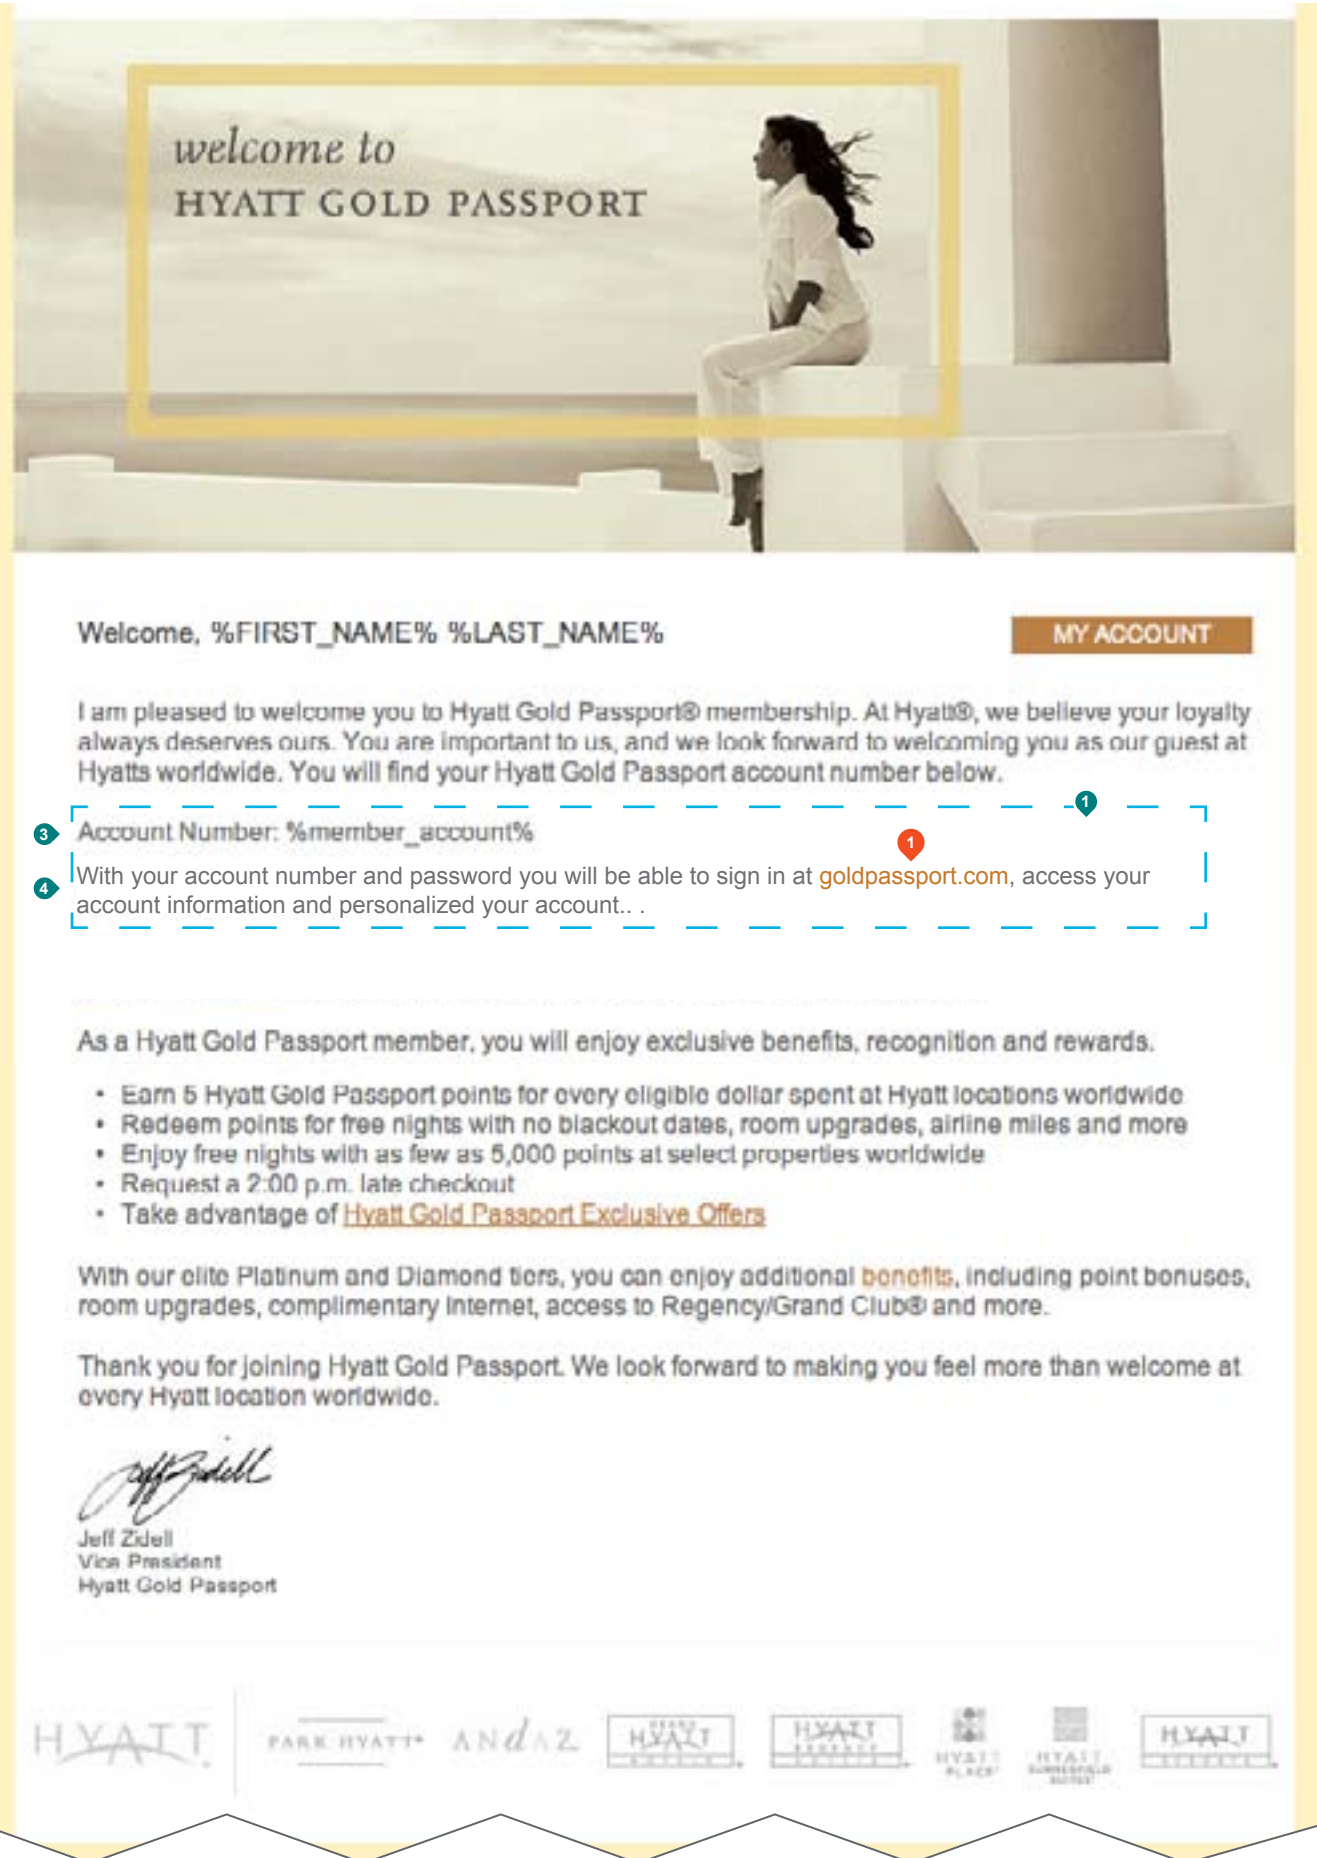 welcome to
HYATT GOLD PASSPORT
Welcome, %FIRST_NAME% %LAST_NAME%
MY ACCOUNT
I am pleased to welcome you to Hyatt Gold Passport® membership. At Hyatt®, we believe your loyalty
always deserves ours. You are important to us, and we look forward to welcoming you as our guest at
Hyatts worldwide. You will find your Hyatt Gold Passport account number below.
1
3
Account Number: %member_account%
1
4
With your account number and password you will be able to sign in at goldpassport.com, access your
account information and personalized your account.. .
As a Hyatt Gold Passport member, you will enjoy exclusive benefits, recognition and rewards.
• Earn 5 Hyatt Gold Passport points for every eligible dollar spent at Hyatt locations worldwide
• Redeem points for free nights with no blackout dates, room upgrades, airline miles and more
• Enjoy free nights with as few as 5,000 points at select properties worldwide
• Request a 2:00 p.m. late checkout
• Take advantage of Hyatt Gold Passport Exclusive Offers
With our elite Platinum and Diamond tiers, you can enjoy additional benefits, including point bonuses,
room upgrades, complimentary Internet, access to Regency/Grand Club® and more.
Thank you for joining Hyatt Gold Passport. We look forward to making you feel more than welcome at
every Hyatt location worldwide.
Jeff Zidell
Jeff Zidell
Vice President
Hyatt Gold Passport
HYATT
PARK HYATT
ANdAZ
GRAND
HYATT
HYATT
REGENCY
HYATT
PLACE
HYATT
SUMMERFIELD
SUITES
HYATT